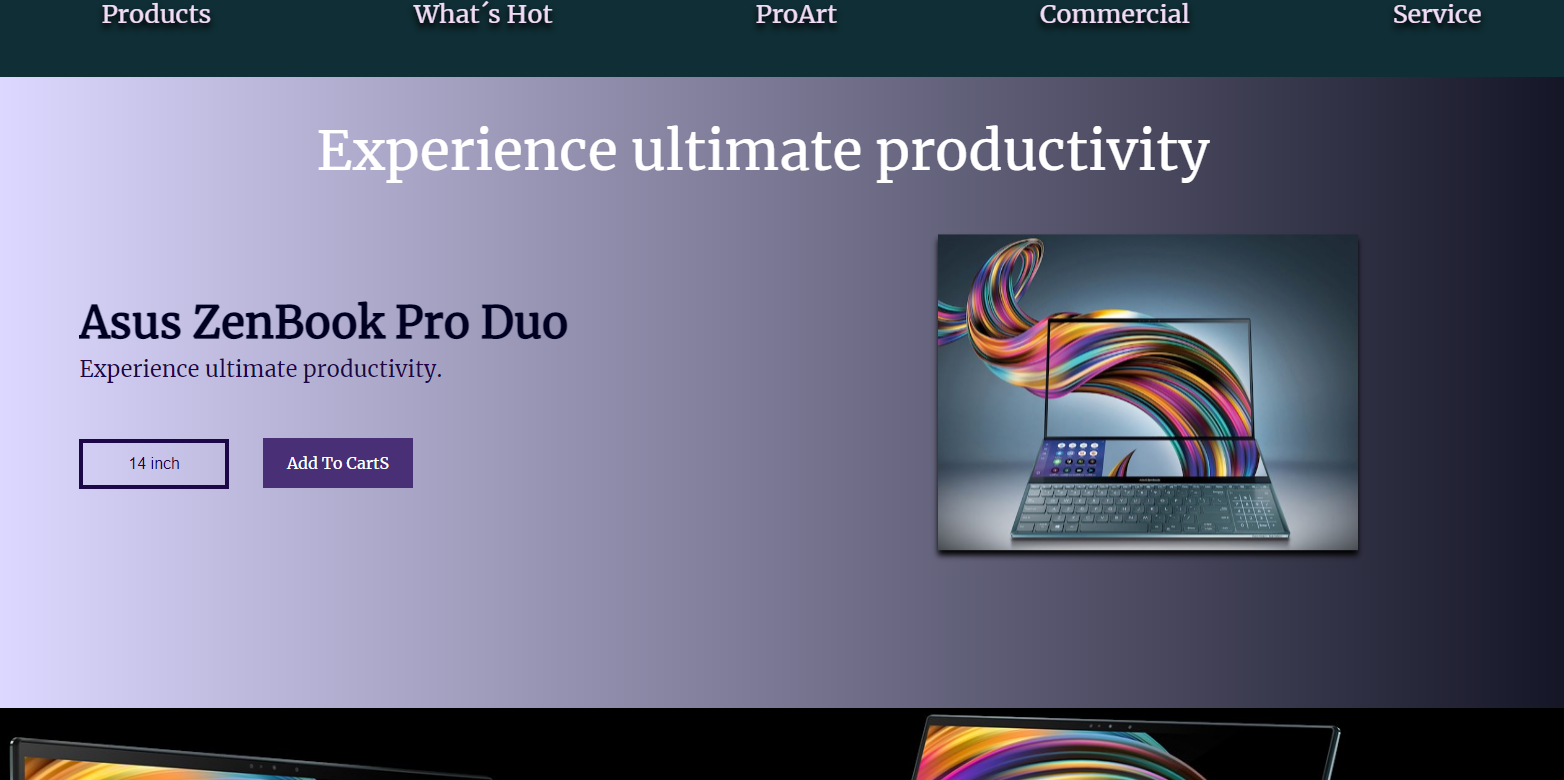 Products What´s Hot ProArt Commercial Service
Experience ultimate productivity
Asus ZenBook Pro Duo
Experience ultimate productivity.
14 inch Add To CartS